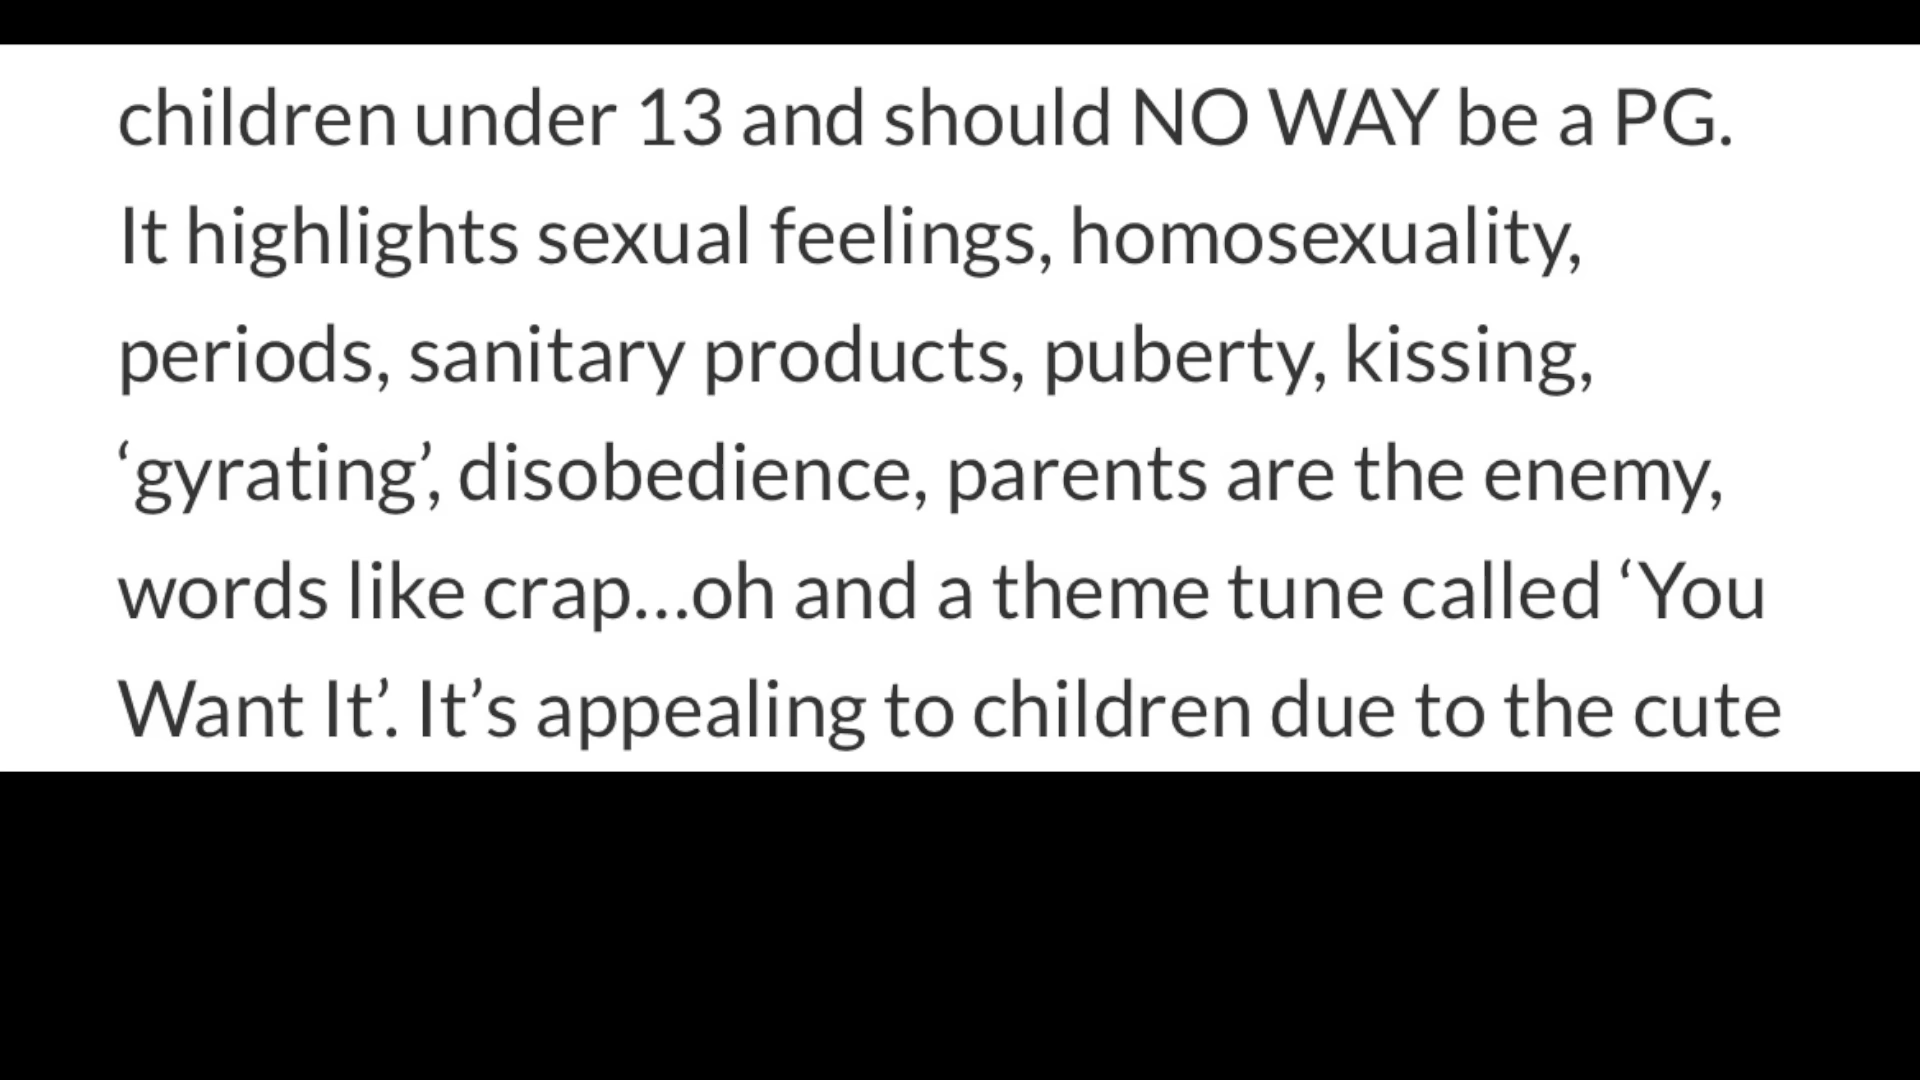 children under 13 and should NO WAY be a PG.
It highlights sexual feelings, homosexuality,
periods, sanitary products, puberty, kissing,
‘gyrating’, disobedience, parents are the enemy,
words like crap...oh and a theme tune called ‘You
Want It’. It’s appealing to children due to the cute